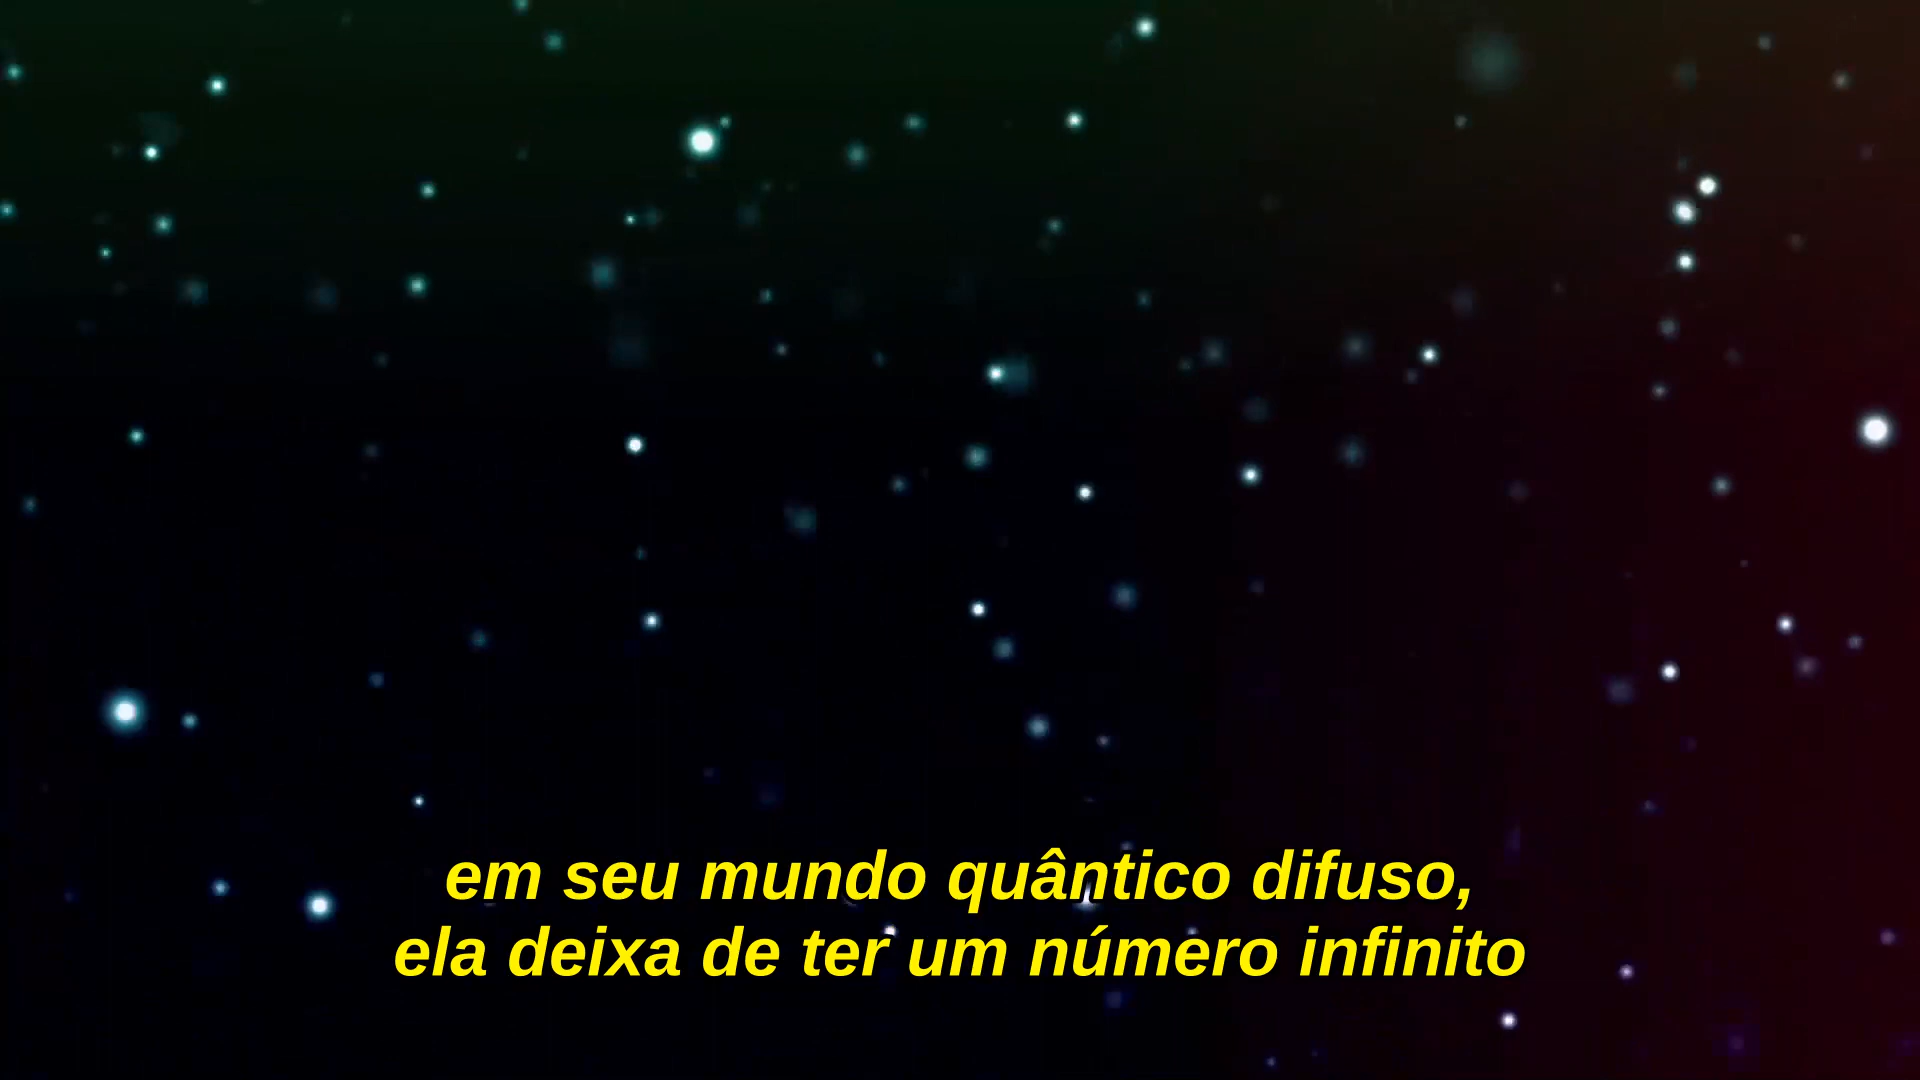 em seu mundo quântico difuso,
ela deixa de ter um número infinito